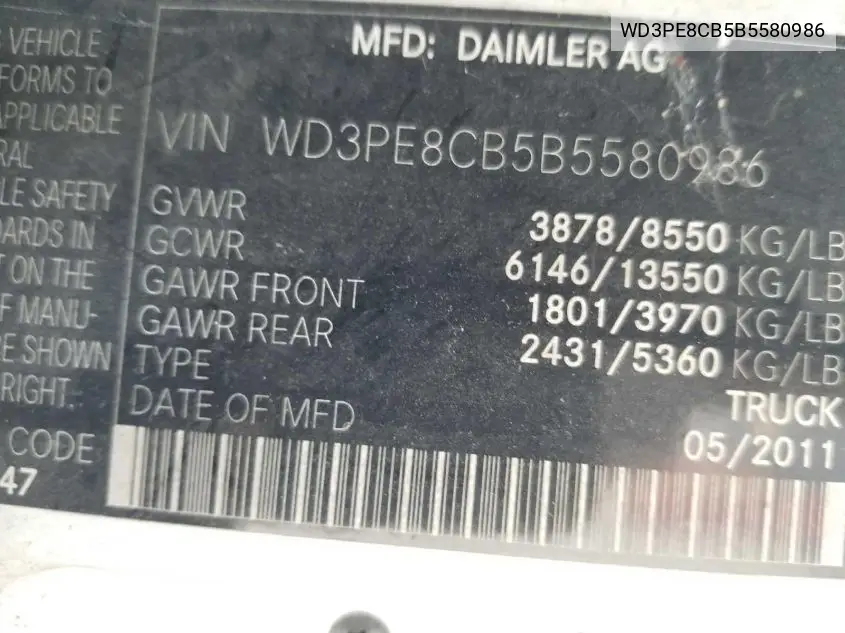 WD3PE8CB5B5580986
MFD: DAIMLER AG
VEHICLE
FORMS TO
APPLICABLE
RAL
LE SAFETY
DARDS IN
T ON THE
F MANU-
E SHOWN
RIGHT.
CODE
47
VIN WD3PE8CB5B5580986
GVWR 3878/8550 KG/LB
GCWR 6146/13550 KG/LB
GAWR FRONT 1801/3970 KG/LB
GAWR REAR 2431/5360 KG/LB
TYPE TRUCK
DATE OF MFD 05/2011